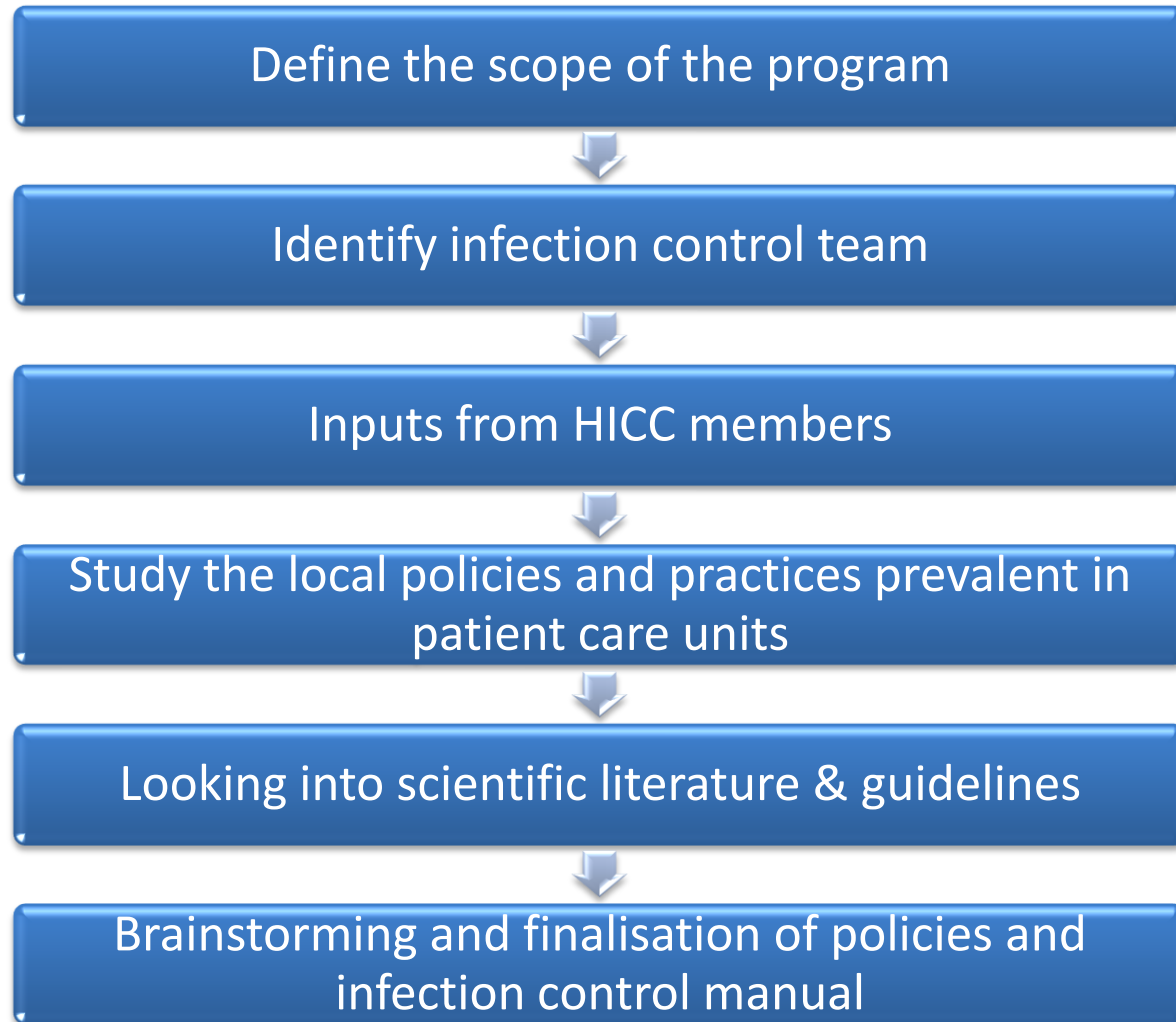 Define the scope of the program
Identify infection control team
Inputs from HICC members
Study the local policies and practices prevalent in
patient care units
Looking into scientific literature & guidelines
Brainstorming and finalisation of policies and
infection control manual